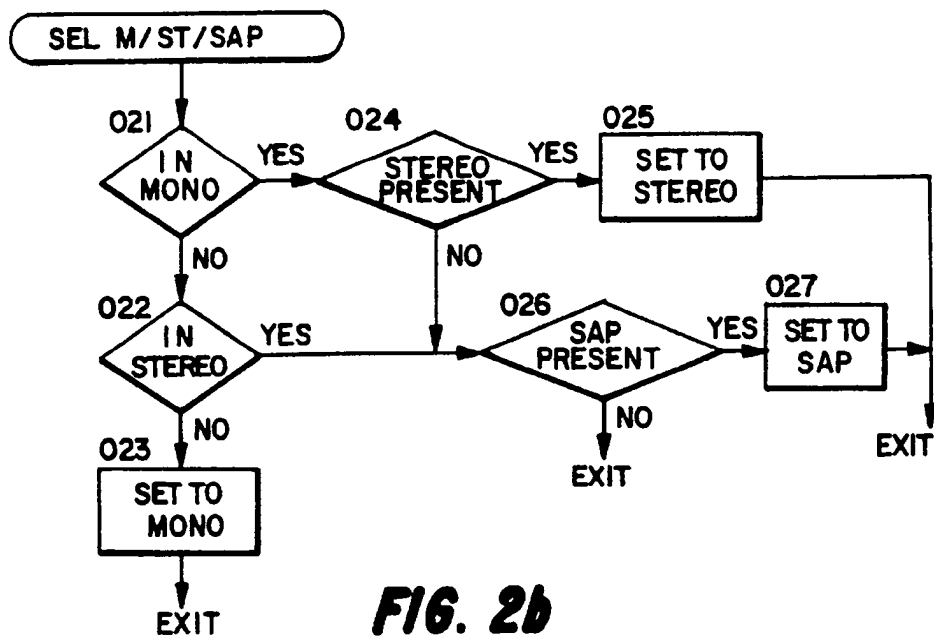 SEL M/ST/SAP
021
IN
MONO
YES
024
STEREO
PRESENT
YES
025
SET TO
STEREO
NO
NO
022
IN
STEREO
YES
026
SAP
PRESENT
YES
027
SET TO
SAP
NO
NO
EXIT
EXIT
023
SET TO
MONO
EXIT
FIG. 2b